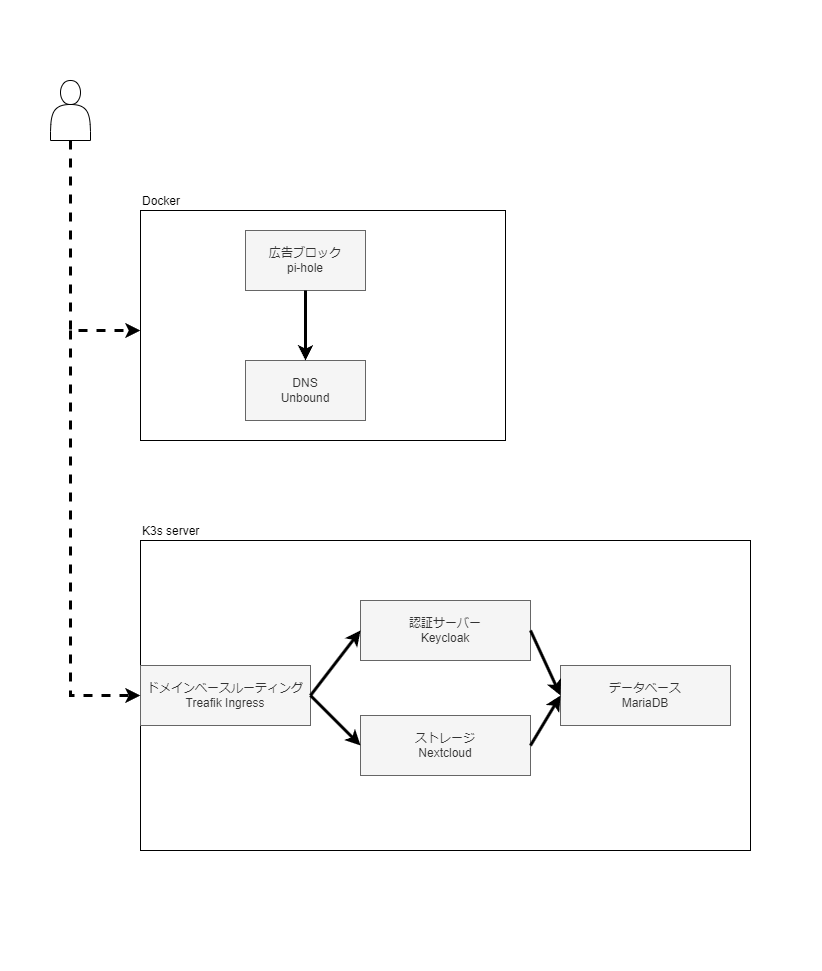 Docker
広告ブロック
pi-hole
DNS
Unbound
K3s server
認証サーバー
Keycloak
ドメインベースルーティング
Treafik Ingress
データベース
MariaDB
ストレージ
Nextcloud